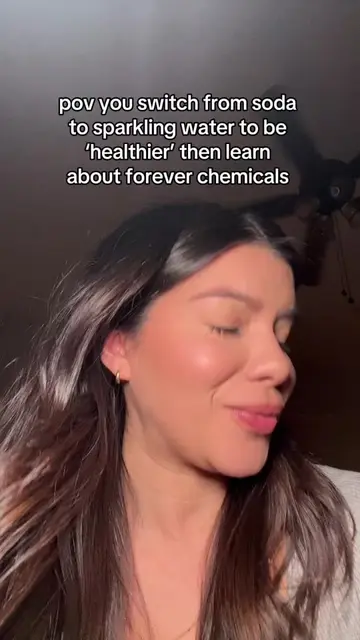 pov you switch from soda
to sparkling water to be
‘healthier’ then learn
about forever chemicals